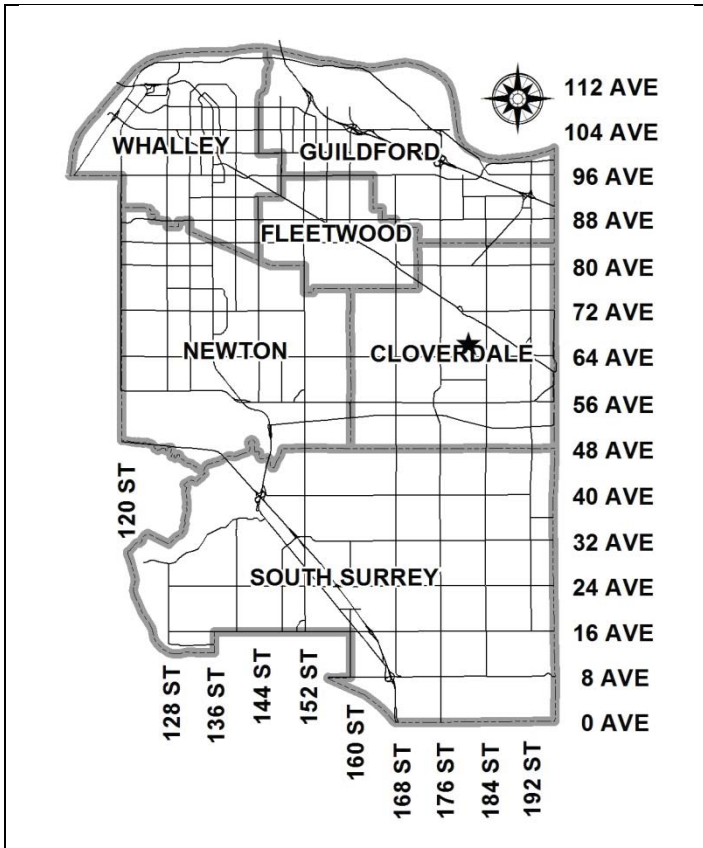 112 AVE
104 AVE
WHALLEY
GUILDFORD
96 AVE
88 AVE
FLEETWOOD
80 AVE
72 AVE
NEWTON
CLOVERDALE
64 AVE
56 AVE
48 AVE
120 ST
40 AVE
32 AVE
SOUTH SURREY
24 AVE
16 AVE
128 ST
136 ST
144 ST
152 ST
160 ST
8 AVE
0 AVE
168 ST
176 ST
184 ST
192 ST